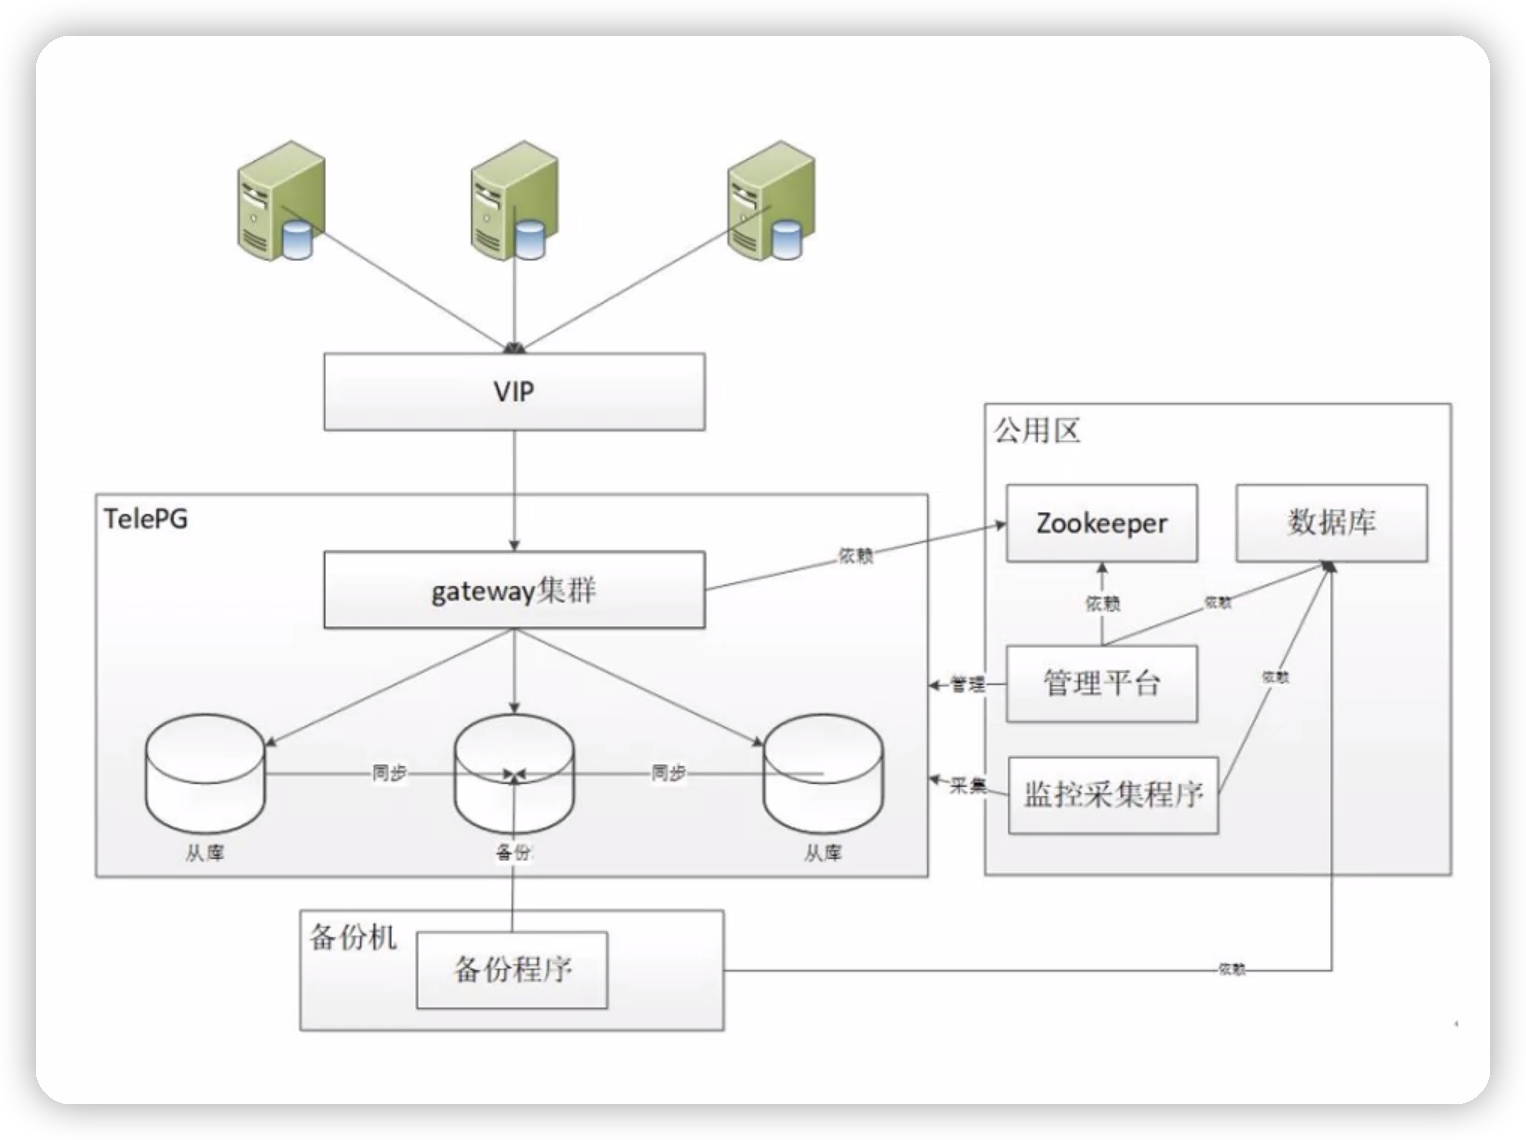 VIP
公用区
TelePG
Zookeeper
数据库
依赖
gateway集群
依赖
依赖
管理
管理平台
依赖
同步
同步
采集
监控采集程序
从库
备份
从库
备份机
备份程序
依赖